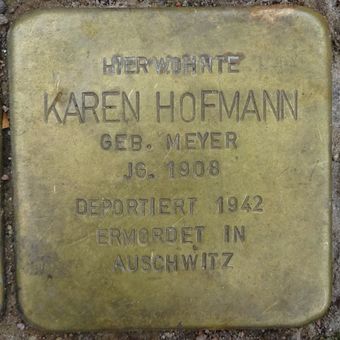 HIER WOHNTE
KAREN HOFMANN
GEB. MEYER
JG. 1908
DEPORTIERT 1942
ERMORDET IN
AUSCHWITZ